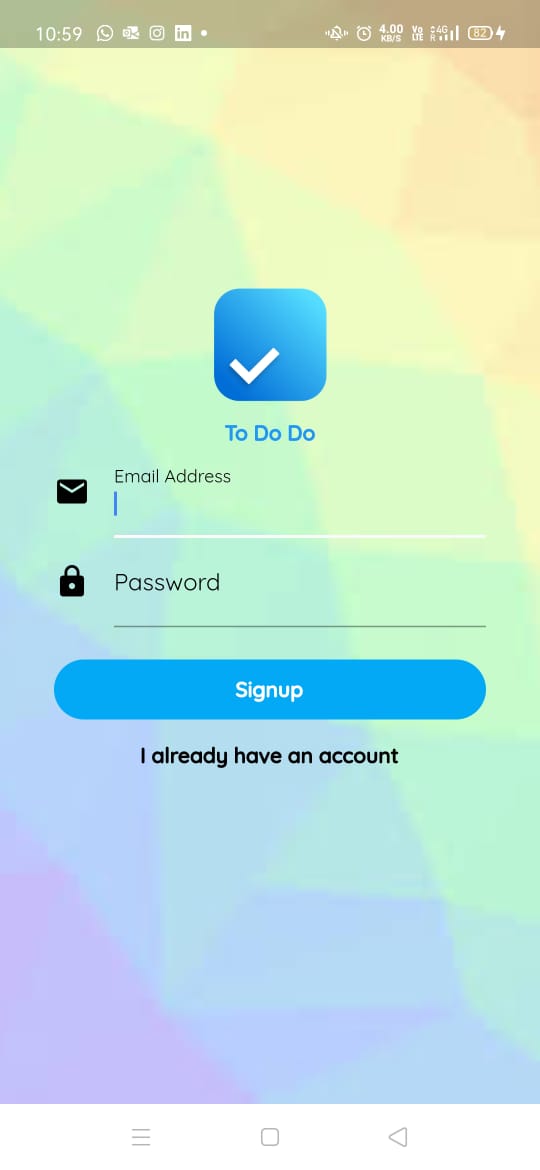 10:59 4.00 KB/S Vo LTE 4G R 82
To Do Do
Email Address
Password
Signup
I already have an account